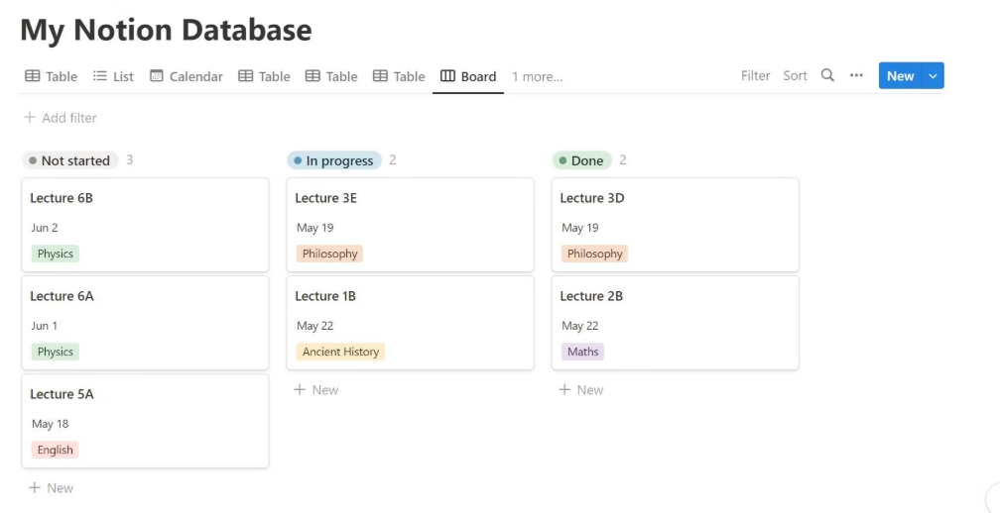 My Notion Database
Table List Calendar Table Table Table Board 1 more...
Filter Sort ••• New
+ Add filter
Not started 3
Lecture 6B
Jun 2
Physics
Lecture 6A
Jun 1
Physics
Lecture 5A
May 18
English
+ New
In progress 2
Lecture 3E
May 19
Philosophy
Lecture 1B
May 22
Ancient History
+ New
Done 2
Lecture 3D
May 19
Philosophy
Lecture 2B
May 22
Maths
+ New